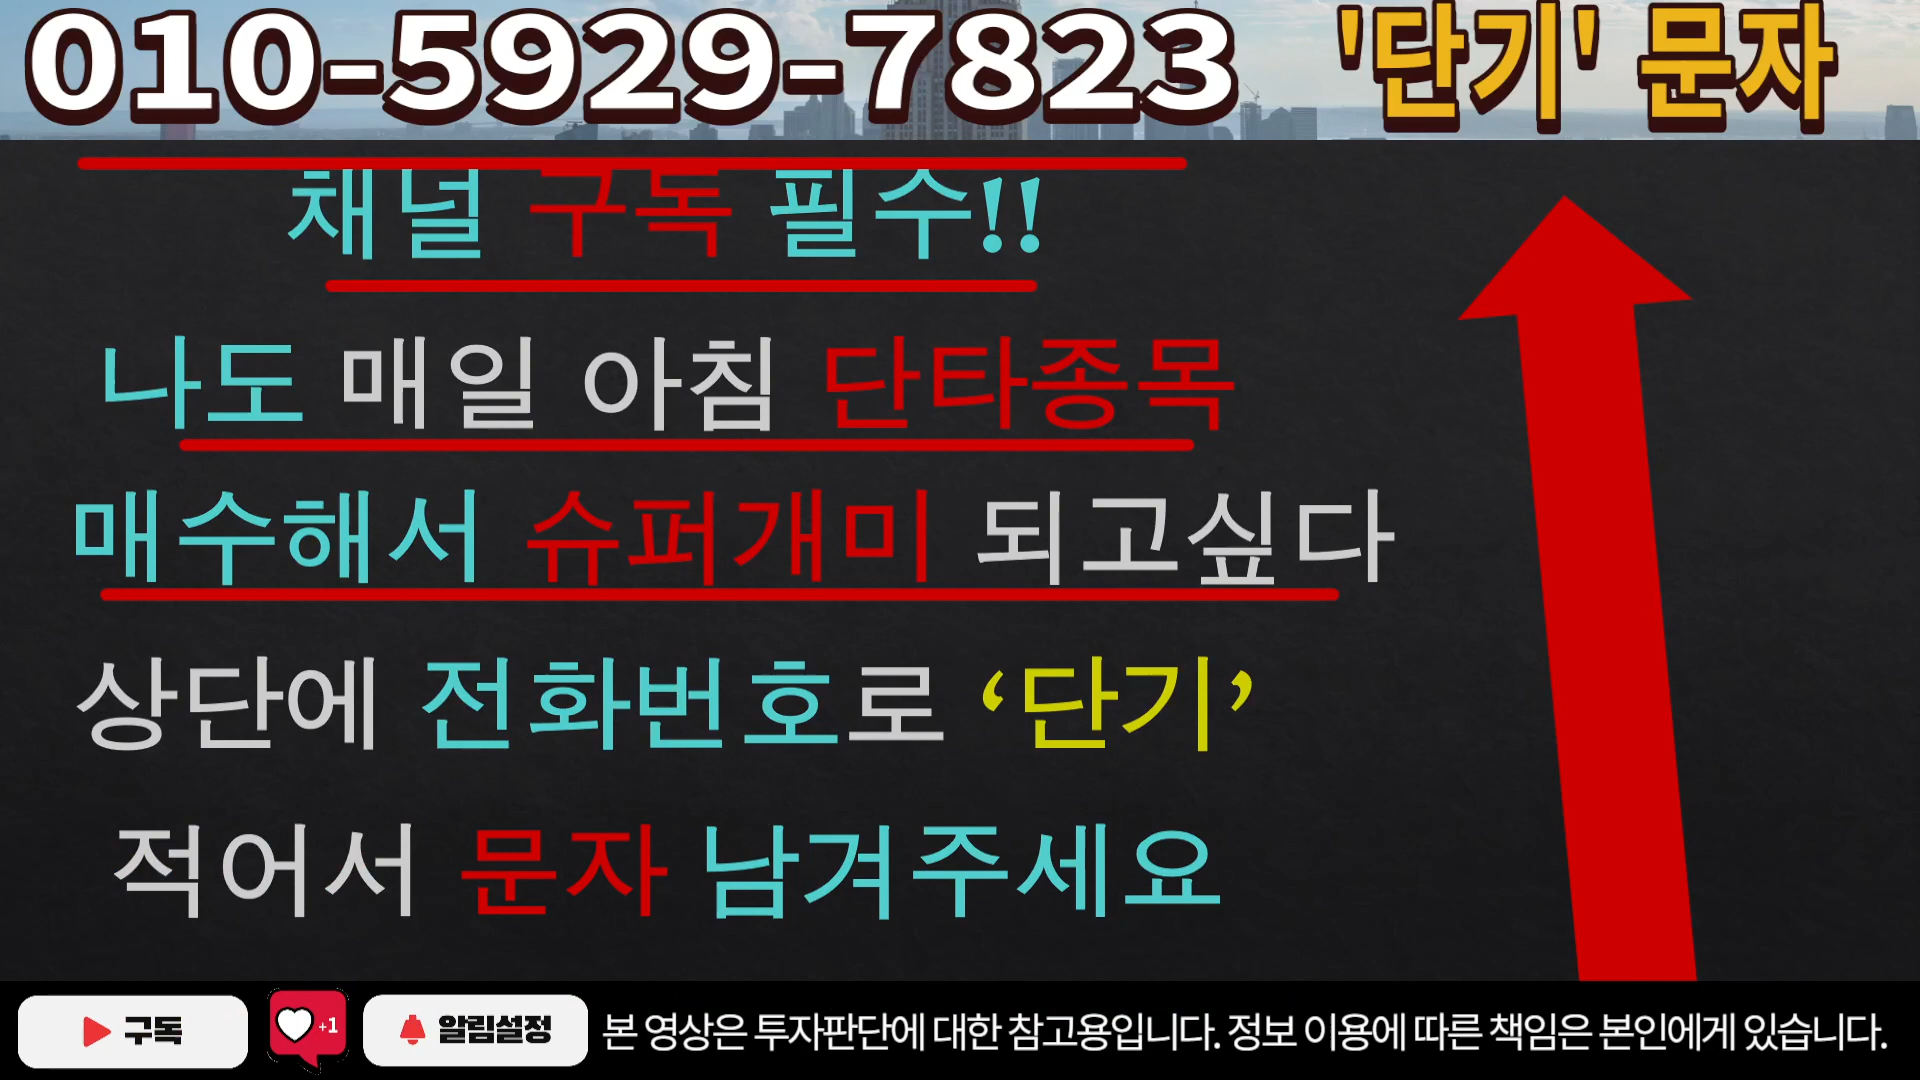 010-5929-7823 '단기' 문자
채널 구독 필수!!
나도 매일 아침 단타종목
매수해서 슈퍼개미 되고싶다
상단에 전화번호로 ‘단기’
적어서 문자 남겨주세요
구독 +1 알림설정 본 영상은 투자판단에 대한 참고용입니다. 정보 이용에 따른 책임은 본인에게 있습니다.